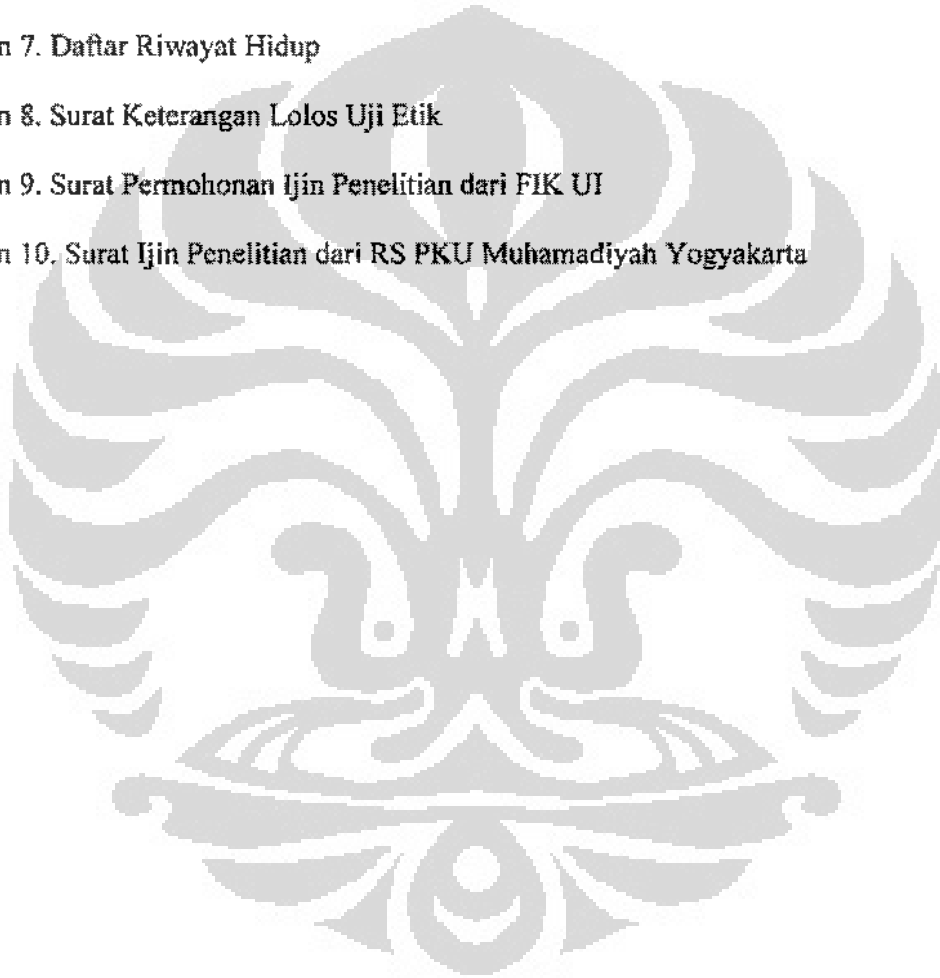 n 7. Daftar Riwayat Hidup
n 8. Surat Keterangan Lolos Uji Etik
n 9. Surat Permohonan Ijin Penelitian dari FIK UI
n 10. Surat Ijin Penelitian dari RS PKU Muhamadiyah Yogyakarta